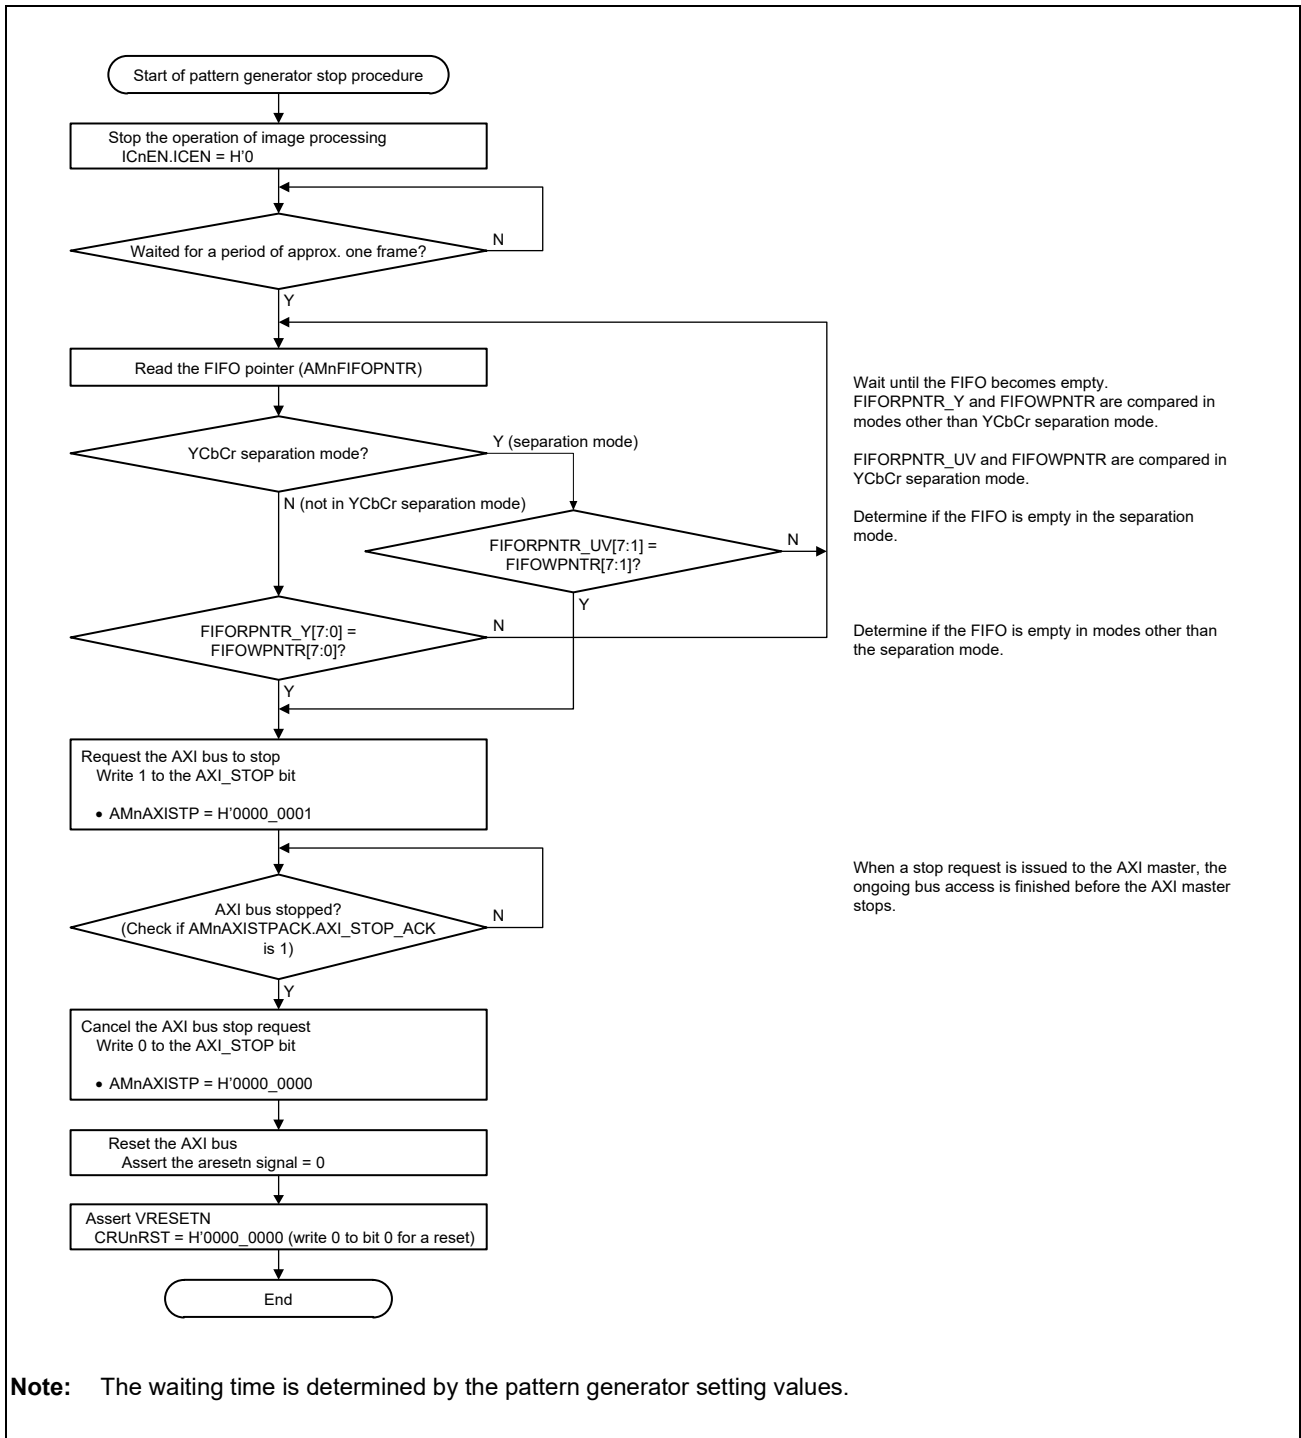 Start of pattern generator stop procedure
Stop the operation of image processing
ICnEN.ICEN = H'0
Waited for a period of approx. one frame?
N
Y
Read the FIFO pointer (AMnFIFOPNTR)
Wait until the FIFO becomes empty.
FIFORPNTR_Y and FIFOWPNTR are compared in
modes other than YCbCr separation mode.
YCbCr separation mode?
Y (separation mode)
FIFORPNTR_UV and FIFOWPNTR are compared in
YCbCr separation mode.
N (not in YCbCr separation mode)
Determine if the FIFO is empty in the separation
mode.
FIFORPNTR_UV[7:1] =
FIFOWPNTR[7:1]?
N
Y
FIFORPNTR_Y[7:0] =
FIFOWPNTR[7:0]?
N
Determine if the FIFO is empty in modes other than
the separation mode.
Y
Request the AXI bus to stop
Write 1 to the AXI_STOP bit
• AMnAXISTP = H'0000_0001
When a stop request is issued to the AXI master, the
ongoing bus access is finished before the AXI master
stops.
AXI bus stopped?
(Check if AMnAXISTPACK.AXI_STOP_ACK
is 1)
N
Y
Cancel the AXI bus stop request
Write 0 to the AXI_STOP bit
• AMnAXISTP = H'0000_0000
Reset the AXI bus
Assert the aresetn signal = 0
Assert VRESETN
CRUnRST = H'0000_0000 (write 0 to bit 0 for a reset)
End
Note: The waiting time is determined by the pattern generator setting values.